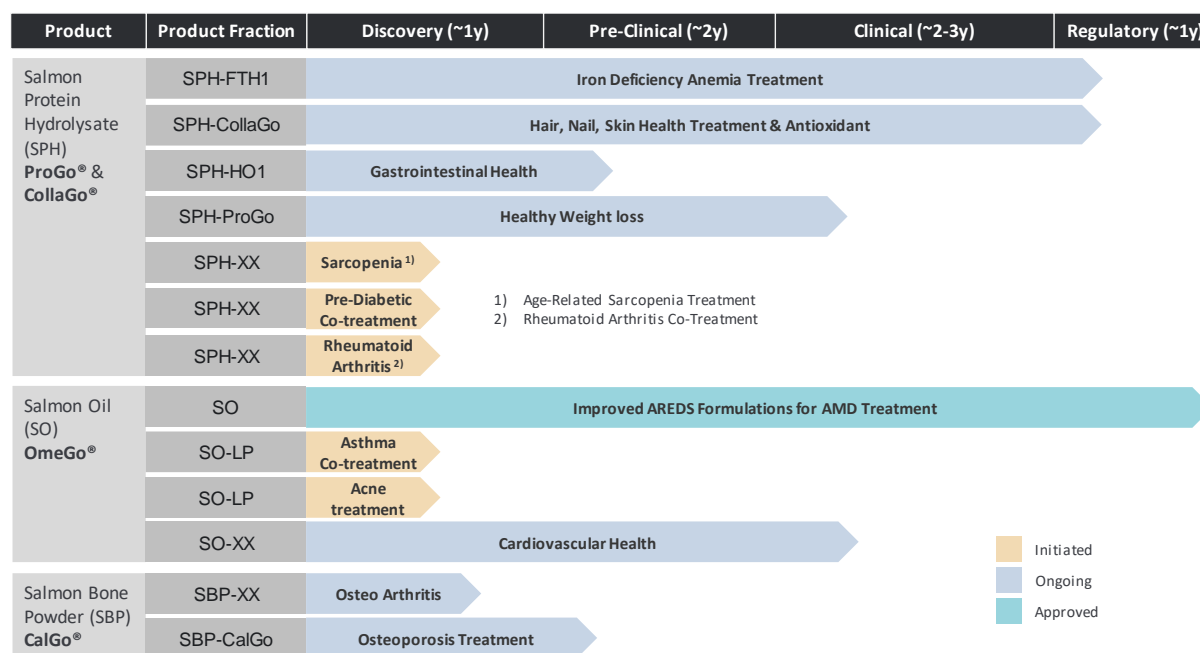 Product Product Fraction Discovery (~1y) Pre-Clinical (~2y) Clinical (~2-3y) Regulatory (~1y)
Salmon
Protein
Hydrolysate
(SPH)
ProGo® &
CollaGo®
SPH-FTH1 Iron Deficiency Anemia Treatment
SPH-CollaGo Hair, Nail, Skin Health Treatment & Antioxidant
SPH-HO1 Gastrointestinal Health
SPH-ProGo Healthy Weight loss
SPH-XX Sarcopenia 1)
SPH-XX Pre-Diabetic
Co-treatment
SPH-XX Rheumatoid
Arthritis 2)
1) Age-Related Sarcopenia Treatment
2) Rheumatoid Arthritis Co-Treatment
Salmon Oil
(SO)
OmeGo®
SO Improved AREDS Formulations for AMD Treatment
SO-LP Asthma
Co-treatment
SO-LP Acne
treatment
SO-XX Cardiovascular Health
Salmon Bone
Powder (SBP)
CalGo®
SBP-XX Osteo Arthritis
SBP-CalGo Osteoporosis Treatment
Initiated
Ongoing
Approved